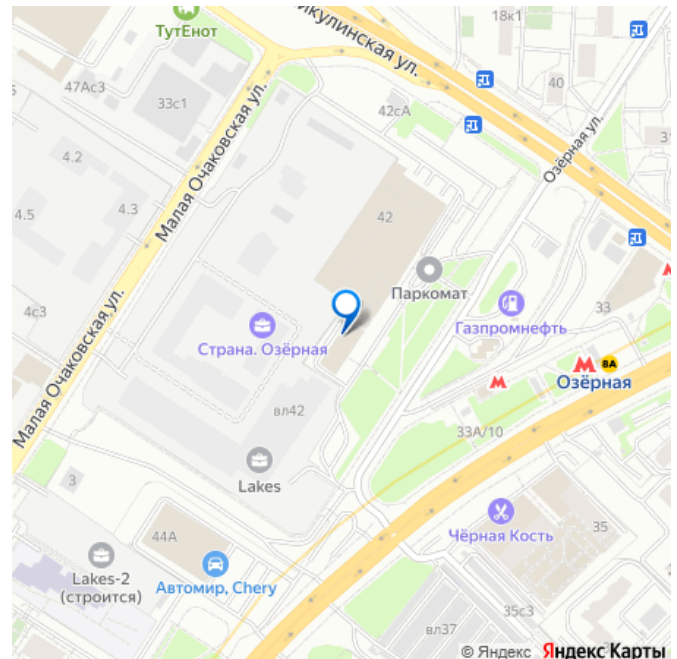 ТутЕнот
икулинская ул.
18к1
47Ас3
33с1
40
42сА
Озёрная ул.
Малая Очаковская ул.
4.2
4.3
4.5
42
Паркомат
Газпромнефть
33
4с3
Страна. Озёрная
ВА
Озёрная
Малая Очаковская ул.
вл42
33А/10
Lakes
3
44А
Чёрная Кость
35
Lakes-2
(строится)
Автомир, Chery
35с3
вл37
© Яндекс Яндекс Карты